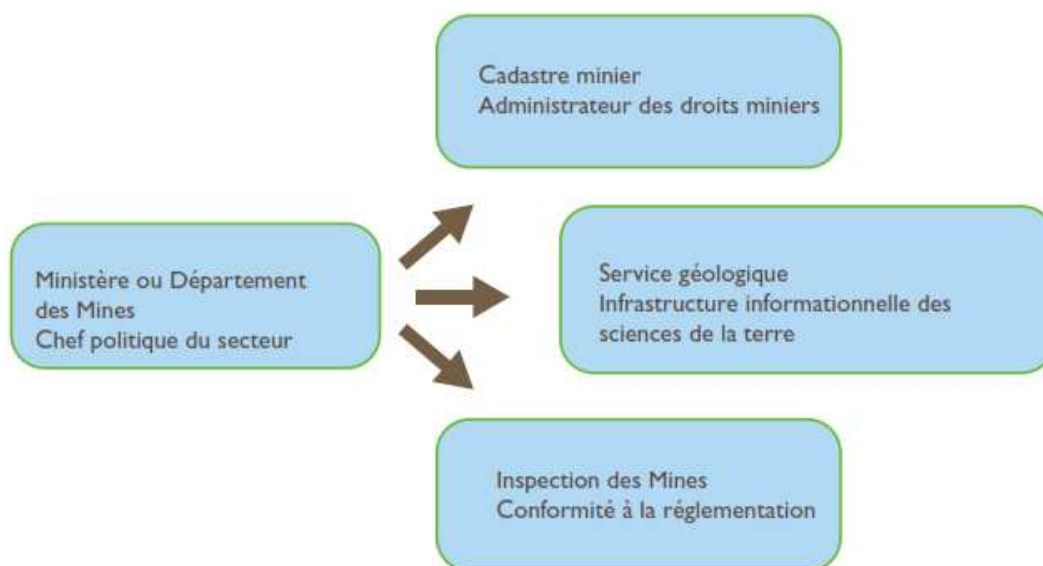 Cadastre minier
Administrateur des droits miniers
Ministère ou Département
des Mines
Chef politique du secteur
Service géologique
Infrastructure informationnelle des
sciences de la terre
Inspection des Mines
Conformité à la réglementation